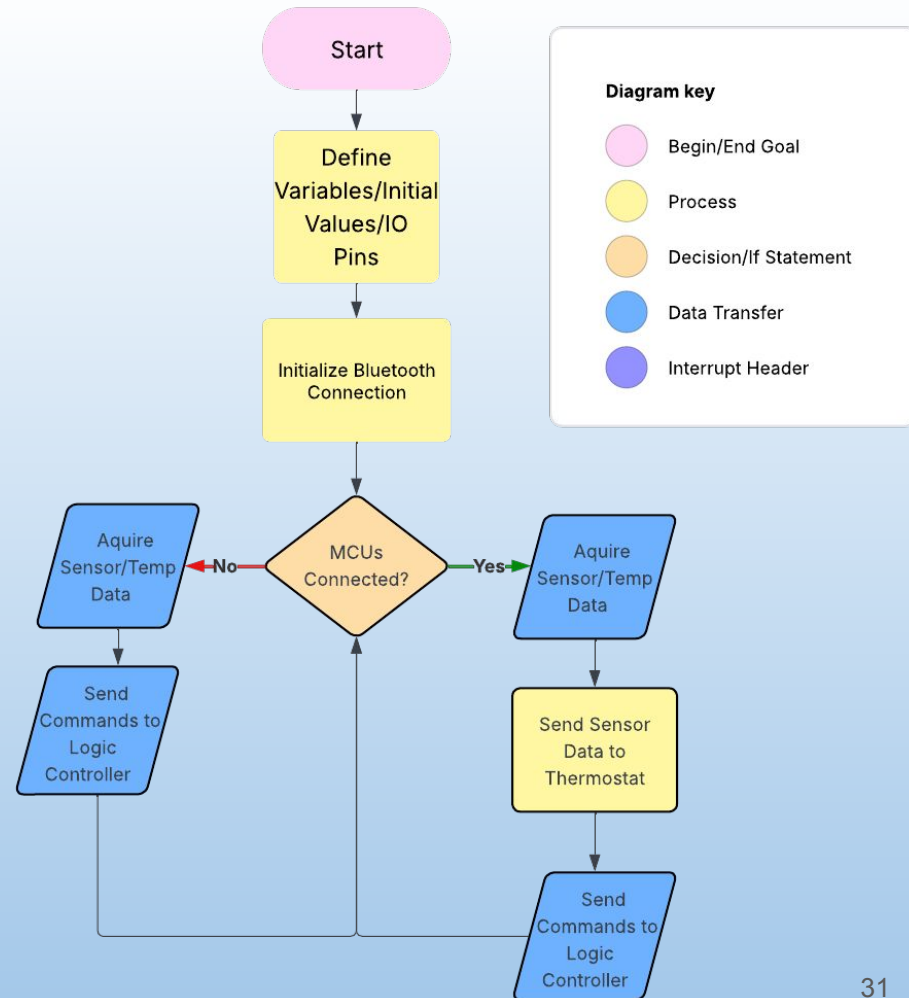 Start
Define
Variables/Initial
Values/IO
Pins
Initialize Bluetooth
Connection
MCUs
Connected?
No
Yes
Aquire
Sensor/Temp
Data
Send
Commands to
Logic
Controller
Aquire
Sensor/Temp
Data
Send Sensor
Data to
Thermostat
Send
Commands to
Logic
Controller
Diagram key
Begin/End Goal
Process
Decision/If Statement
Data Transfer
Interrupt Header
31